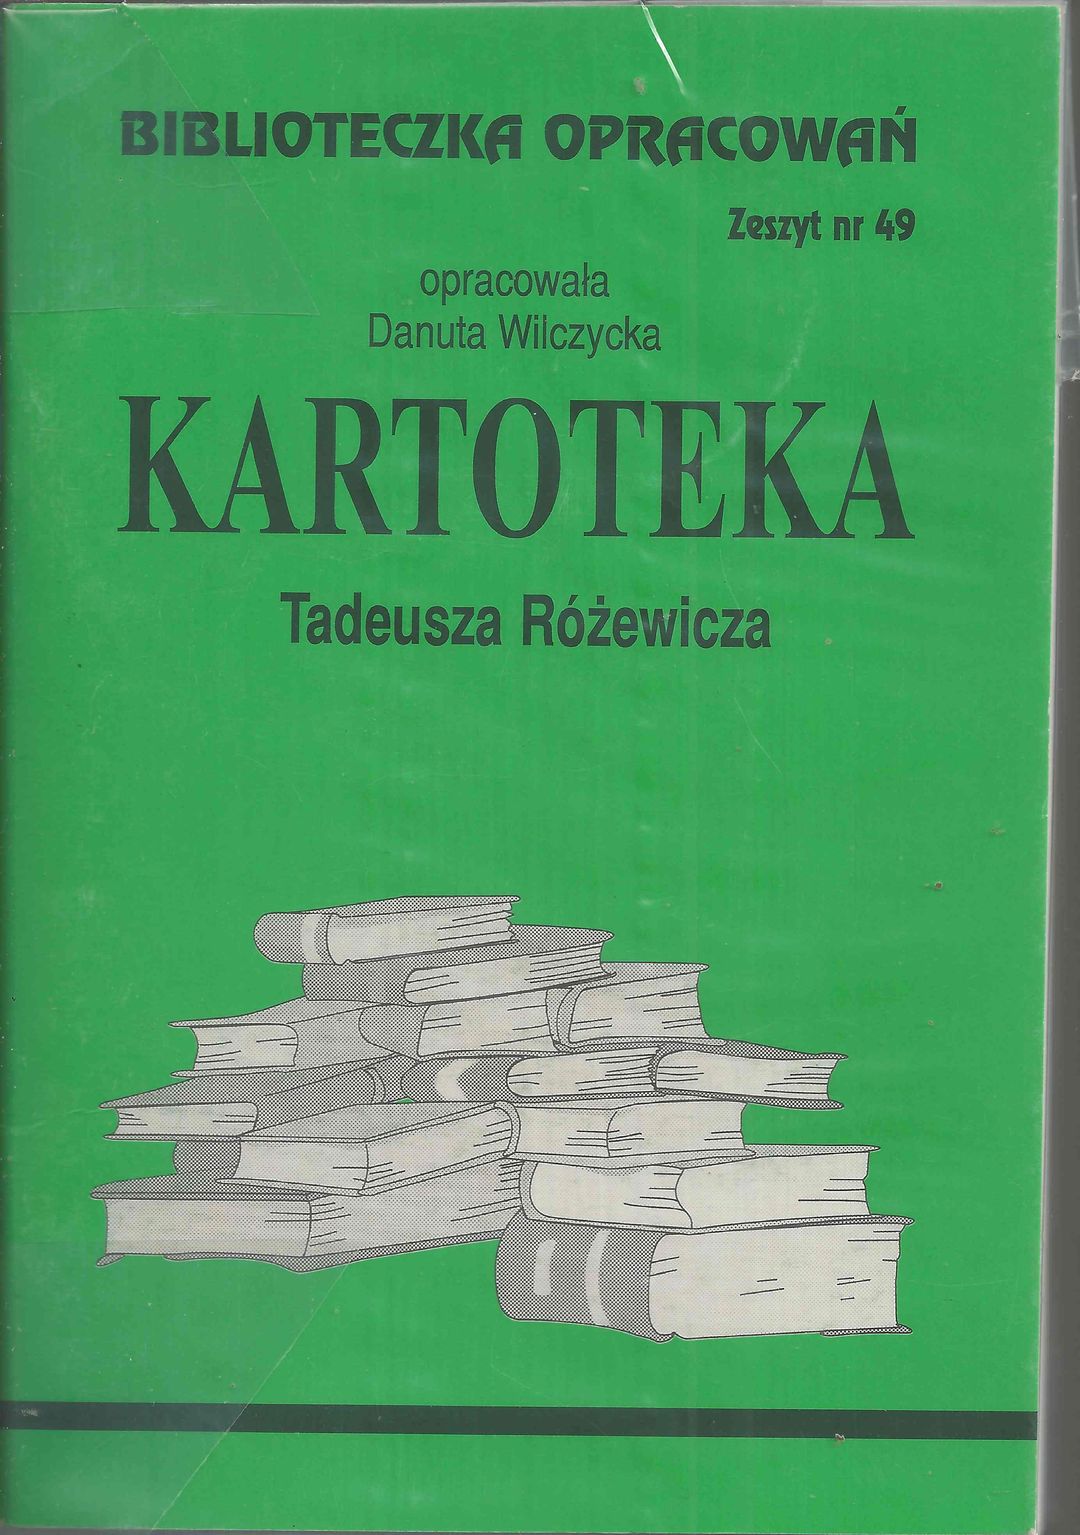 BIBLIOTECZKA OPRACOWAŃ
Zeszyt nr 49
opracowała
Danuta Wilczycka
KARTOTEKA
Tadeusza Różewicza